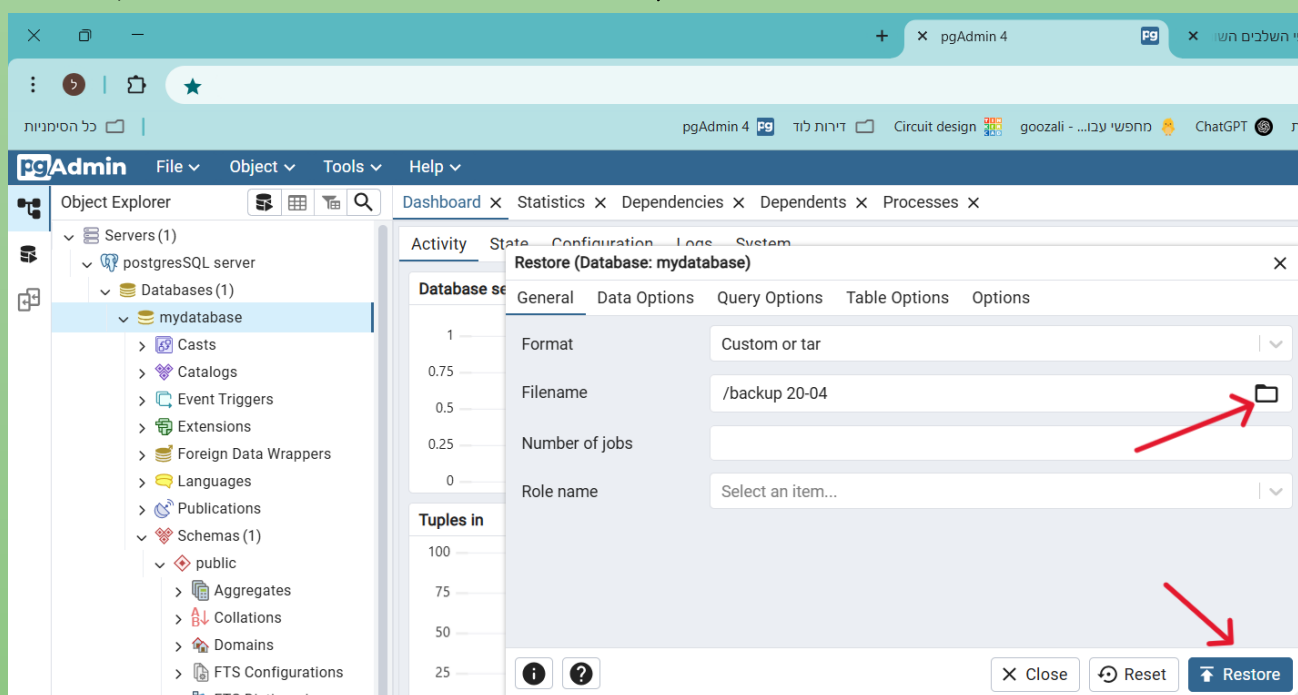 pgAdmin 4
י השלבים השו
ל
כל הסימניות
pgAdmin 4
דירות לוד
Circuit design
goozali - ...מחפשי עבו
ChatGPT
pgAdmin File Object Tools Help
Object Explorer
Dashboard Statistics Dependencies Dependents Processes
Servers (1)
postgresSQL server
Databases (1)
mydatabase
Casts
Catalogs
Event Triggers
Extensions
Foreign Data Wrappers
Languages
Publications
Schemas (1)
public
Aggregates
Collations
Domains
FTS Configurations
Activity State Configuration Logs System
Database se
1
0.75
0.5
0.25
0
Tuples in
100
75
50
25
Restore (Database: mydatabase)
General Data Options Query Options Table Options Options
Format Custom or tar
Filename /backup 20-04
Number of jobs
Role name Select an item...
Close Reset Restore